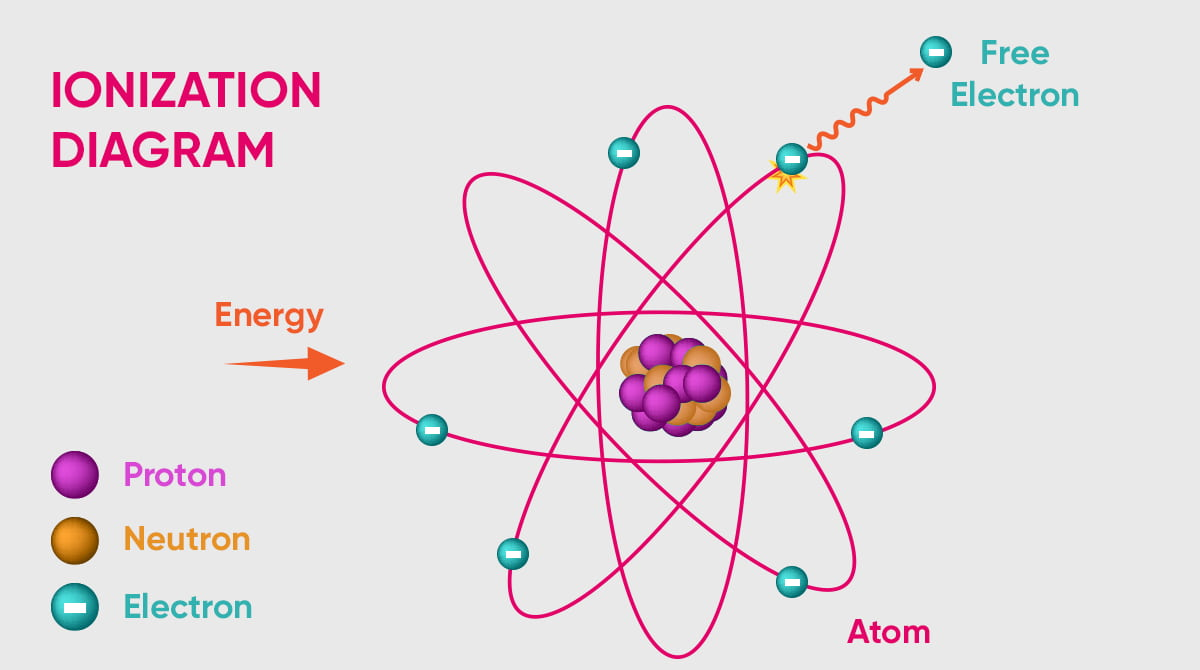 IONIZATION
DIAGRAM
Free
Electron
Energy
Proton
Neutron
Electron
Atom